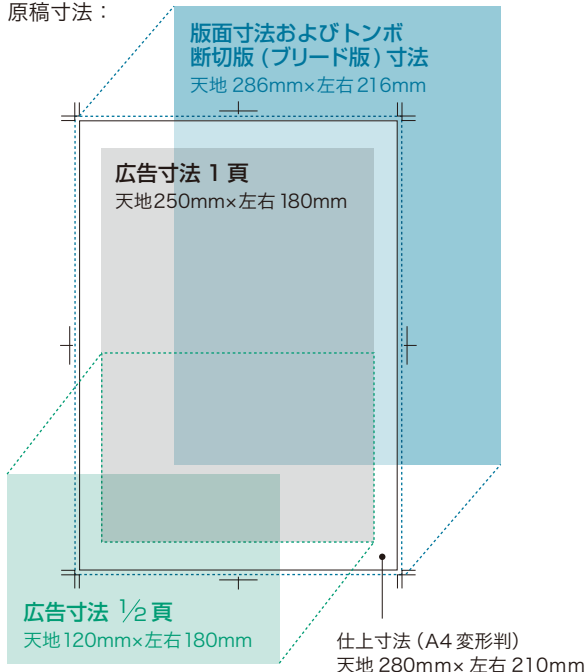 原稿寸法：
版面寸法およびトンボ
断切版（ブリード版）寸法
天地 286mm×左右 216mm
広告寸法 1 頁
天地250mm×左右 180mm
広告寸法 1/2 頁
天地120mm×左右180mm
仕上寸法（A4 変形判）
天地 280mm× 左右 210mm